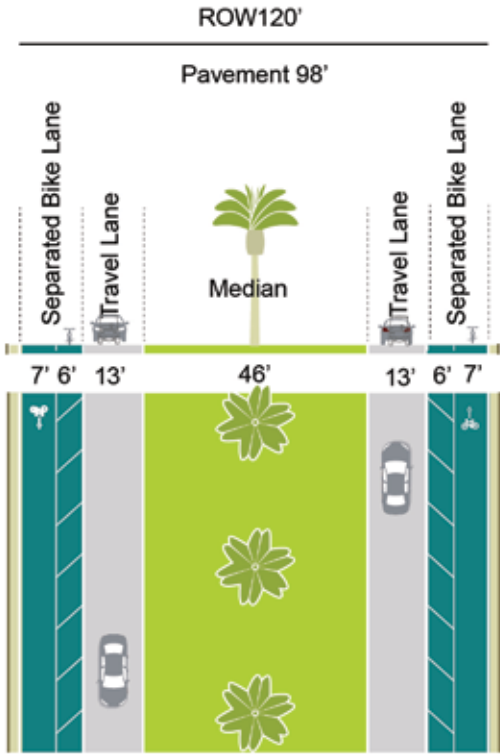 ROW120’
Pavement 98’
Separated Bike Lane
Travel Lane
Median
Travel Lane
Separated Bike Lane
7’ 6’ 13’ 46’ 13’ 6’ 7’